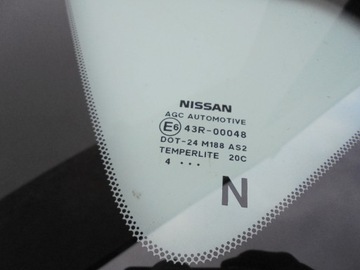 NISSAN
AGC AUTOMOTIVE
E6 43R-00048
DOT-24 M188 AS2
TEMPERLITE 20C
4 ...
N